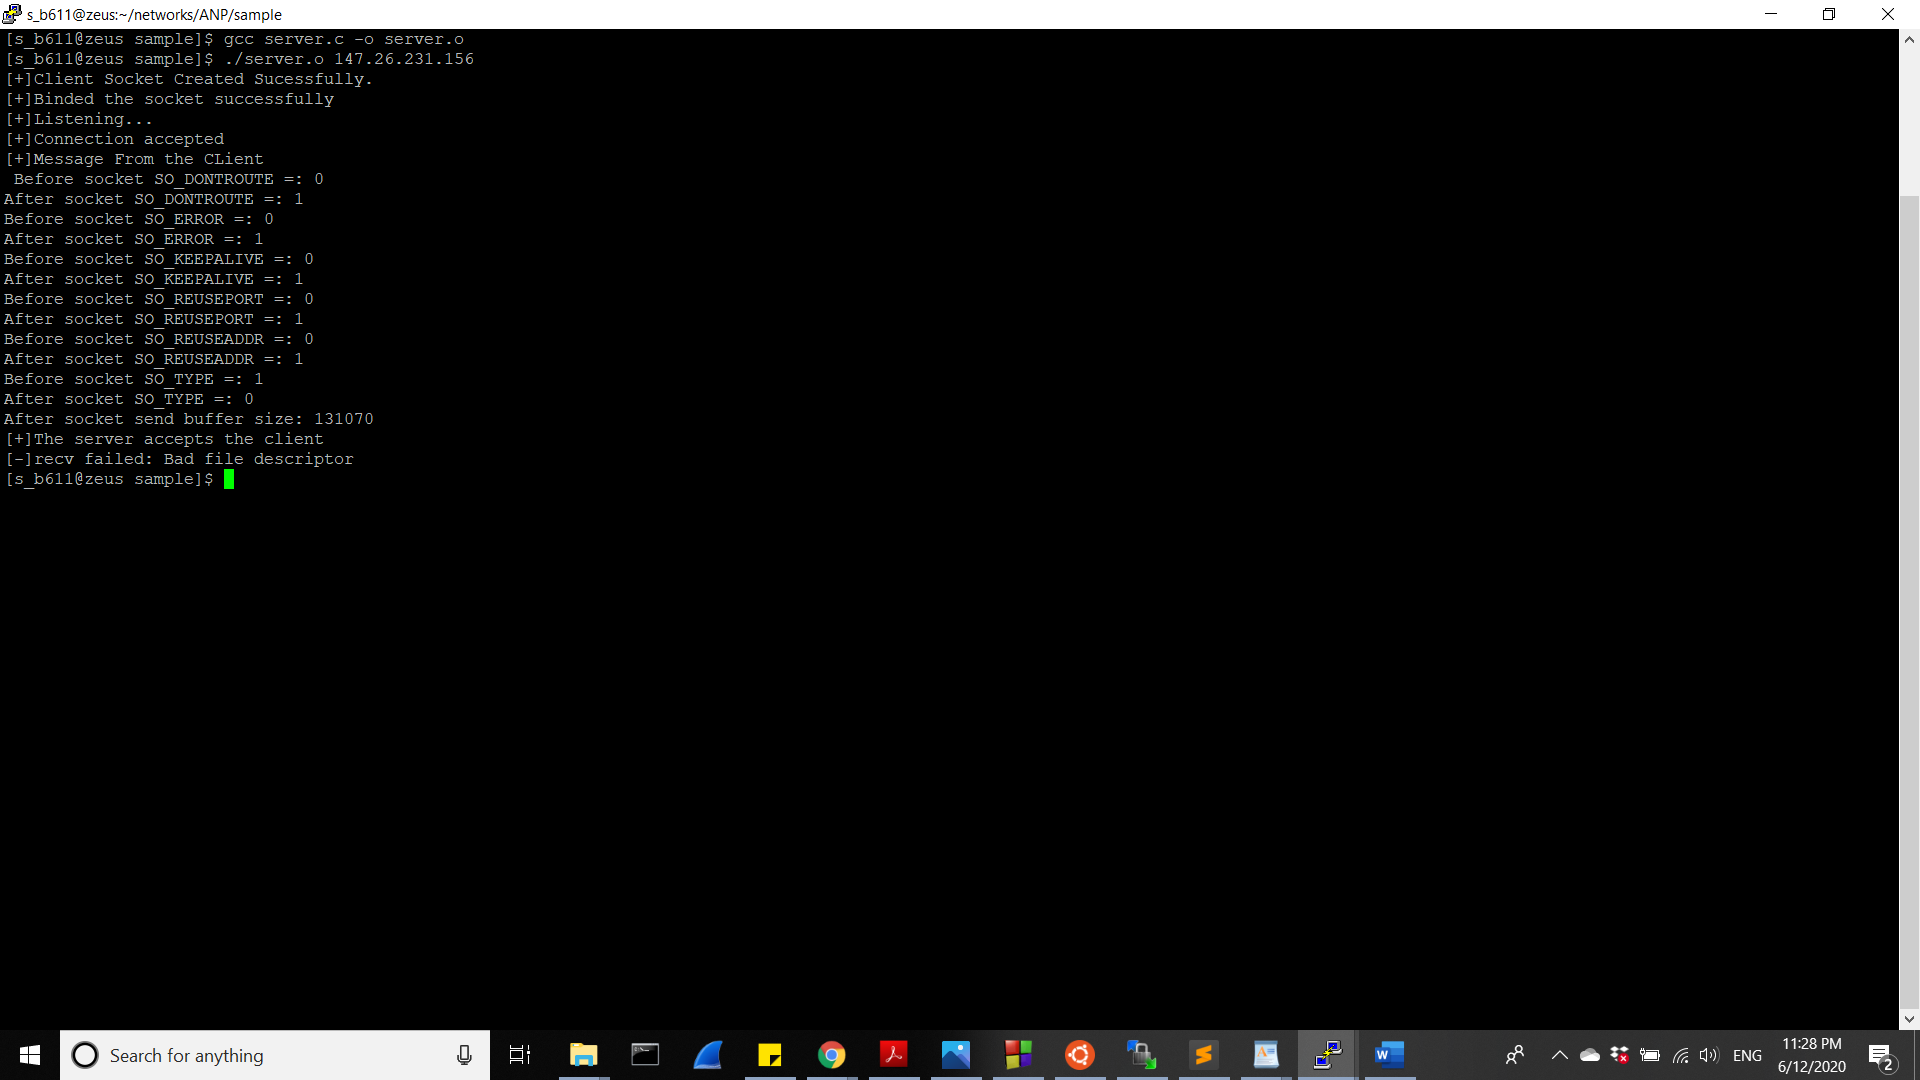 s_b611@zeus:~/networks/ANP/sample
[s_b611@zeus sample]$ gcc server.c -o server.o
[s_b611@zeus sample]$ ./server.o 147.26.231.156
[+]Client Socket Created Sucessfully.
[+]Binded the socket successfully
[+]Listening...
[+]Connection accepted
[+]Message From the CLient
 Before socket SO_DONTROUTE =: 0
After socket SO_DONTROUTE =: 1
Before socket SO_ERROR =: 0
After socket SO_ERROR =: 1
Before socket SO_KEEPALIVE =: 0
After socket SO_KEEPALIVE =: 1
Before socket SO_REUSEPORT =: 0
After socket SO_REUSEPORT =: 1
Before socket SO_REUSEADDR =: 0
After socket SO_REUSEADDR =: 1
Before socket SO_TYPE =: 1
After socket SO_TYPE =: 0
After socket send buffer size: 131070
[+]The server accepts the client
[-]recv failed: Bad file descriptor
[s_b611@zeus sample]$
Search for anything
ENG
11:28 PM
6/12/2020
2